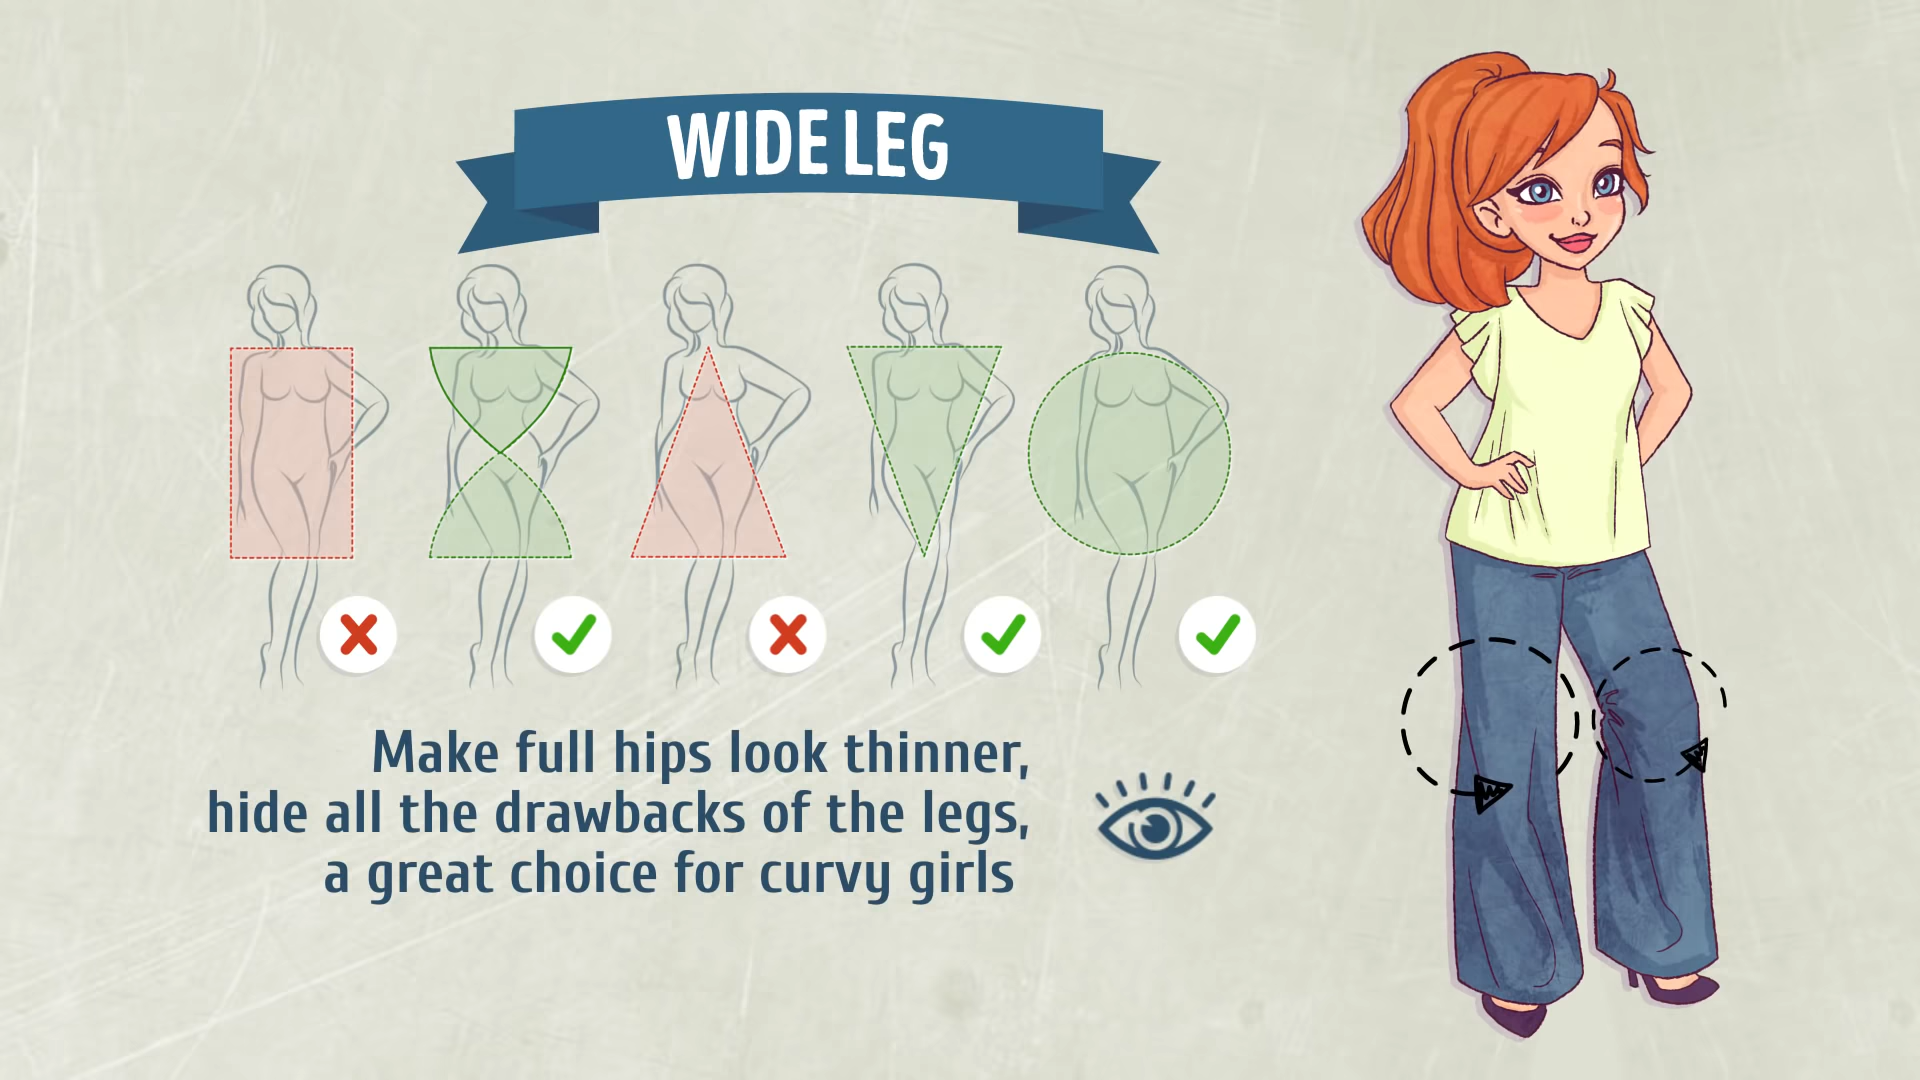 WIDE LEG
Make full hips look thinner,
hide all the drawbacks of the legs,
a great choice for curvy girls